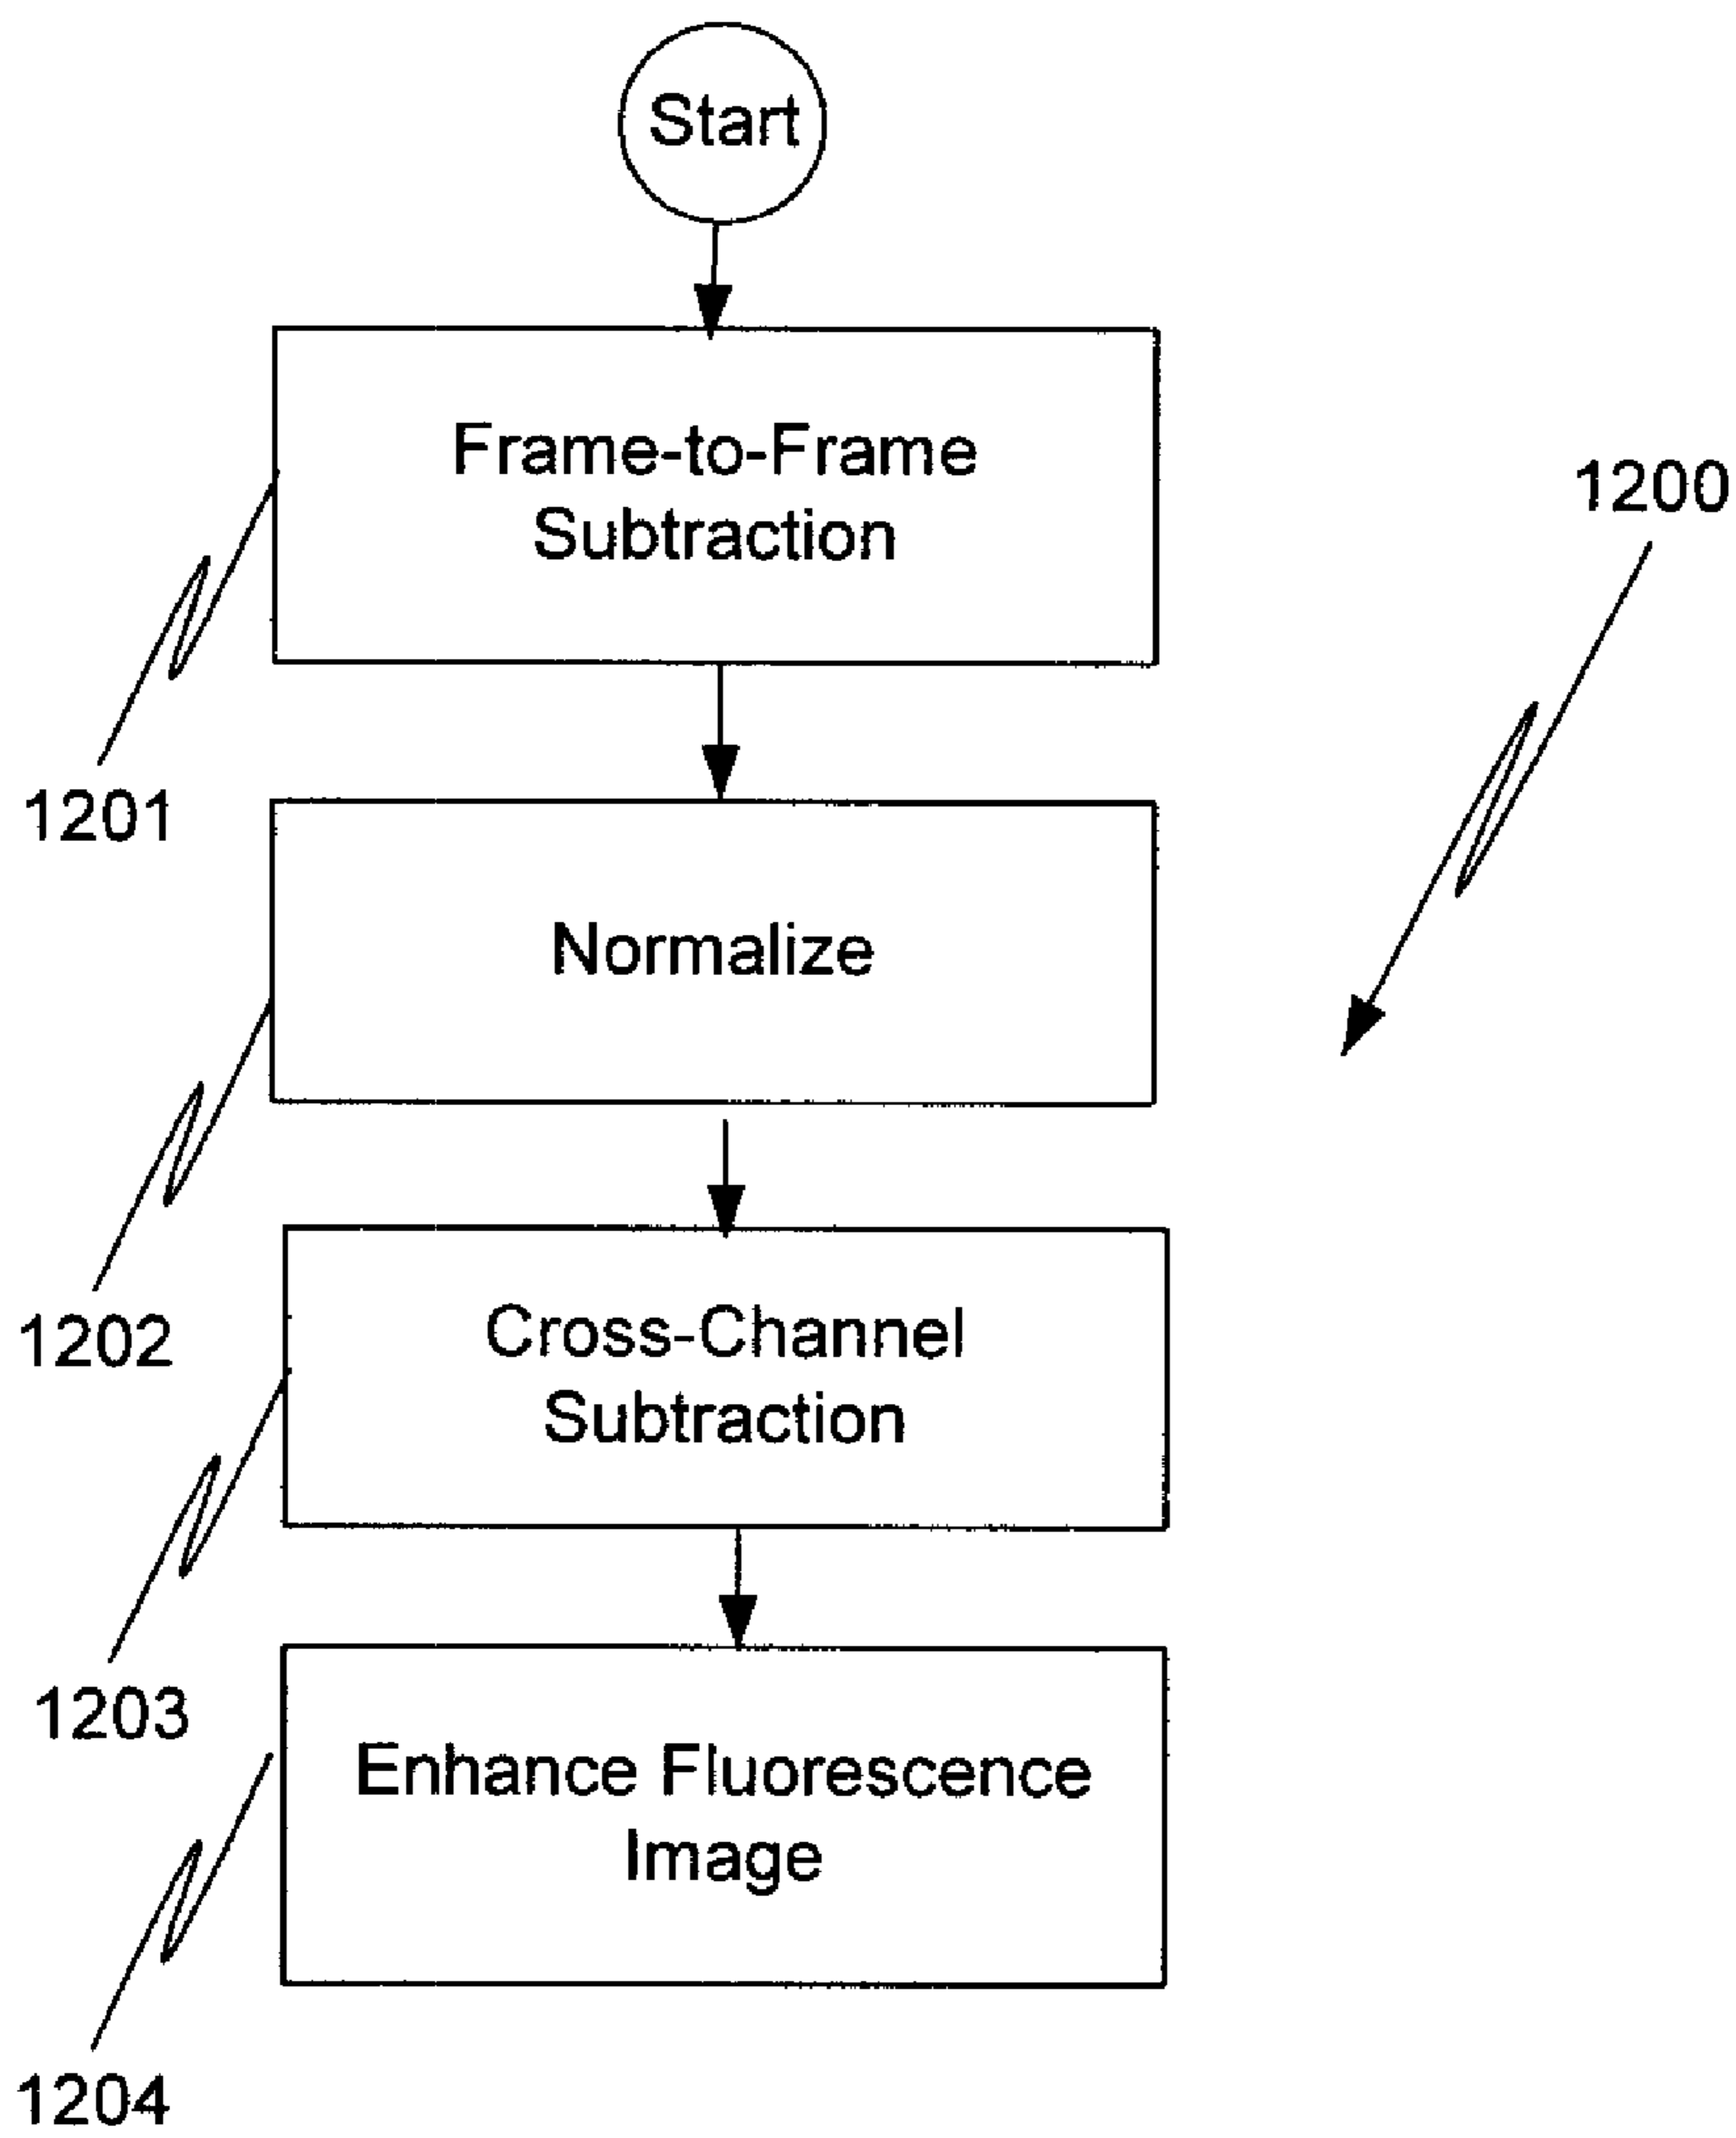 Start
Frame-to-Frame
Subtraction
1200
1201
Normalize
1202
Cross-Channel
Subtraction
1203
Enhance Fluorescence
Image
1204